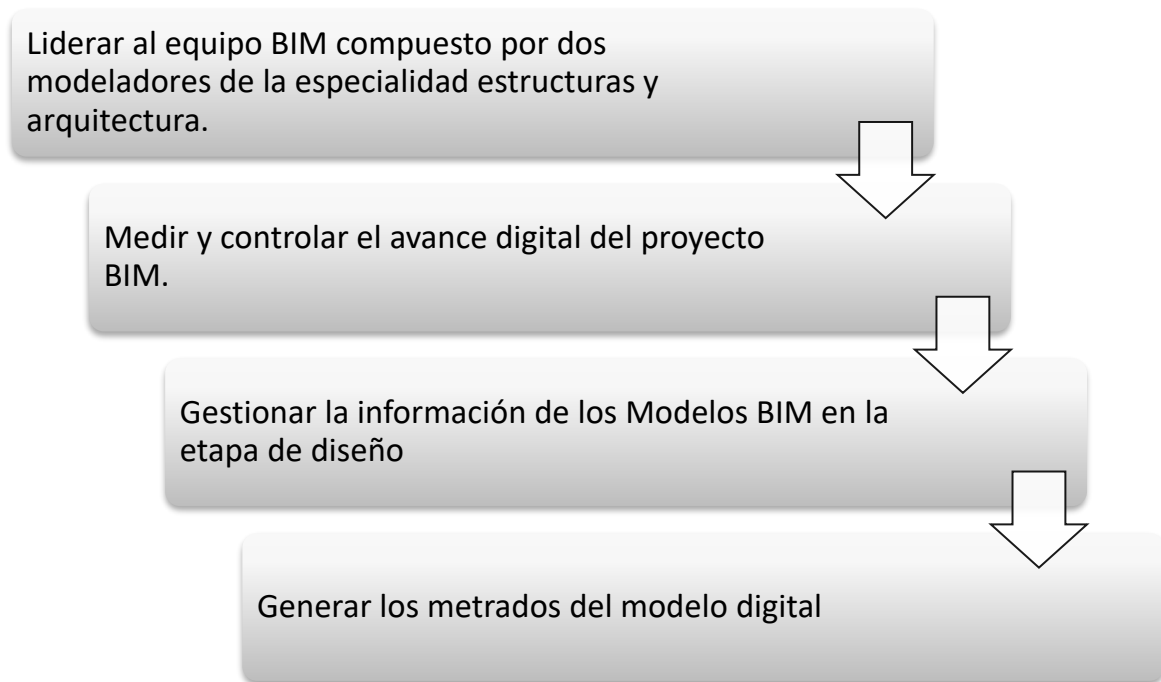 Liderar al equipo BIM compuesto por dos
modeladores de la especialidad estructuras y
arquitectura.
Medir y controlar el avance digital del proyecto
BIM.
Gestionar la información de los Modelos BIM en la
etapa de diseño
Generar los metrados del modelo digital